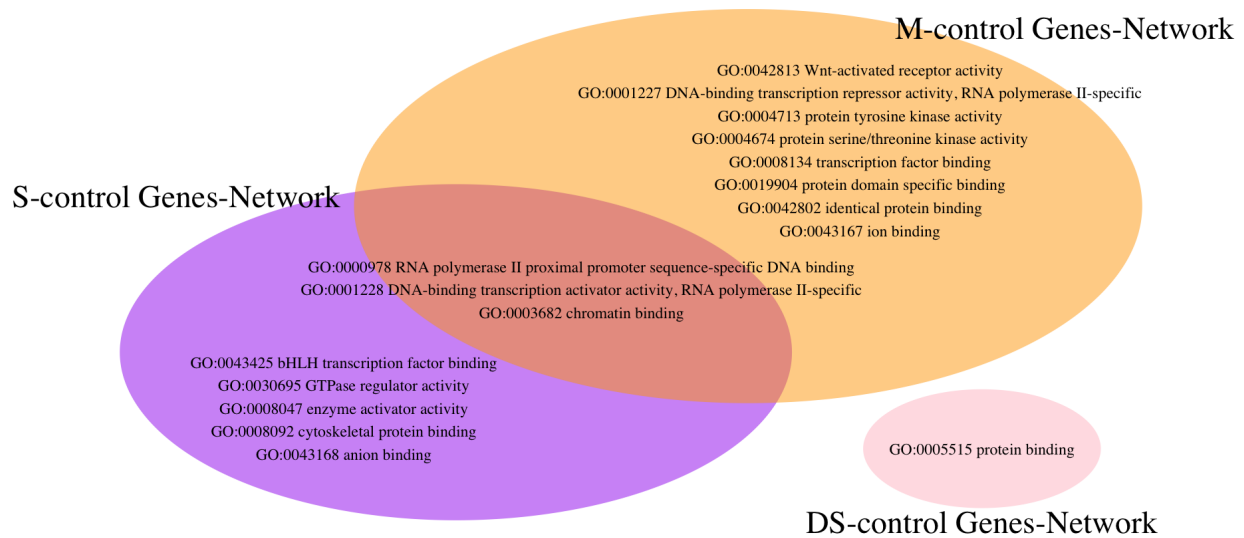 M-control Genes-Network
GO:0042813 Wnt-activated receptor activity
GO:0001227 DNA-binding transcription repressor activity, RNA polymerase II-specific
GO:0004713 protein tyrosine kinase activity
GO:0004674 protein serine/threonine kinase activity
GO:0008134 transcription factor binding
GO:0019904 protein domain specific binding
GO:0042802 identical protein binding
GO:0043167 ion binding
S-control Genes-Network
GO:0000978 RNA polymerase II proximal promoter sequence-specific DNA binding
GO:0001228 DNA-binding transcription activator activity, RNA polymerase II-specific
GO:0003682 chromatin binding
GO:0043425 bHLH transcription factor binding
GO:0030695 GTPase regulator activity
GO:0008047 enzyme activator activity
GO:0008092 cytoskeletal protein binding
GO:0043168 anion binding
GO:0005515 protein binding
DS-control Genes-Network